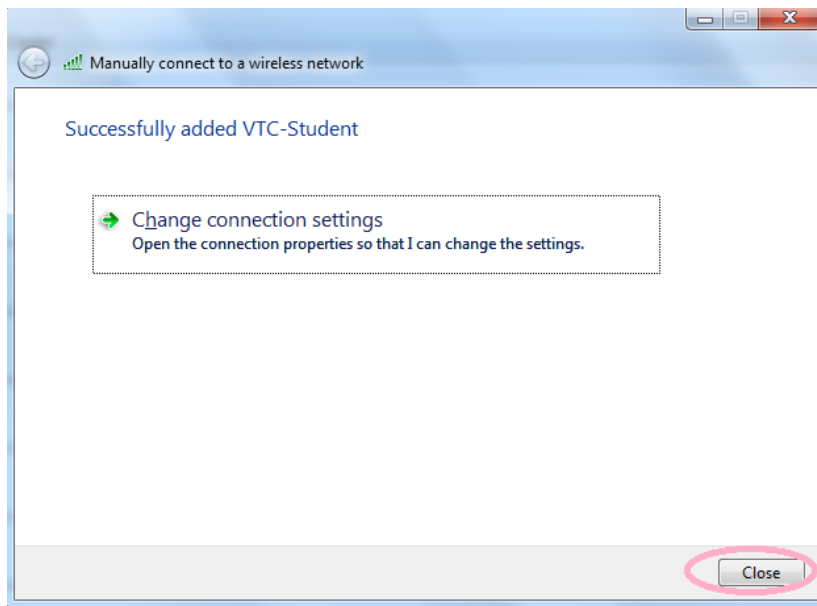 Manually connect to a wireless network
Successfully added VTC-Student
Change connection settings
Open the connection properties so that I can change the settings.
Close